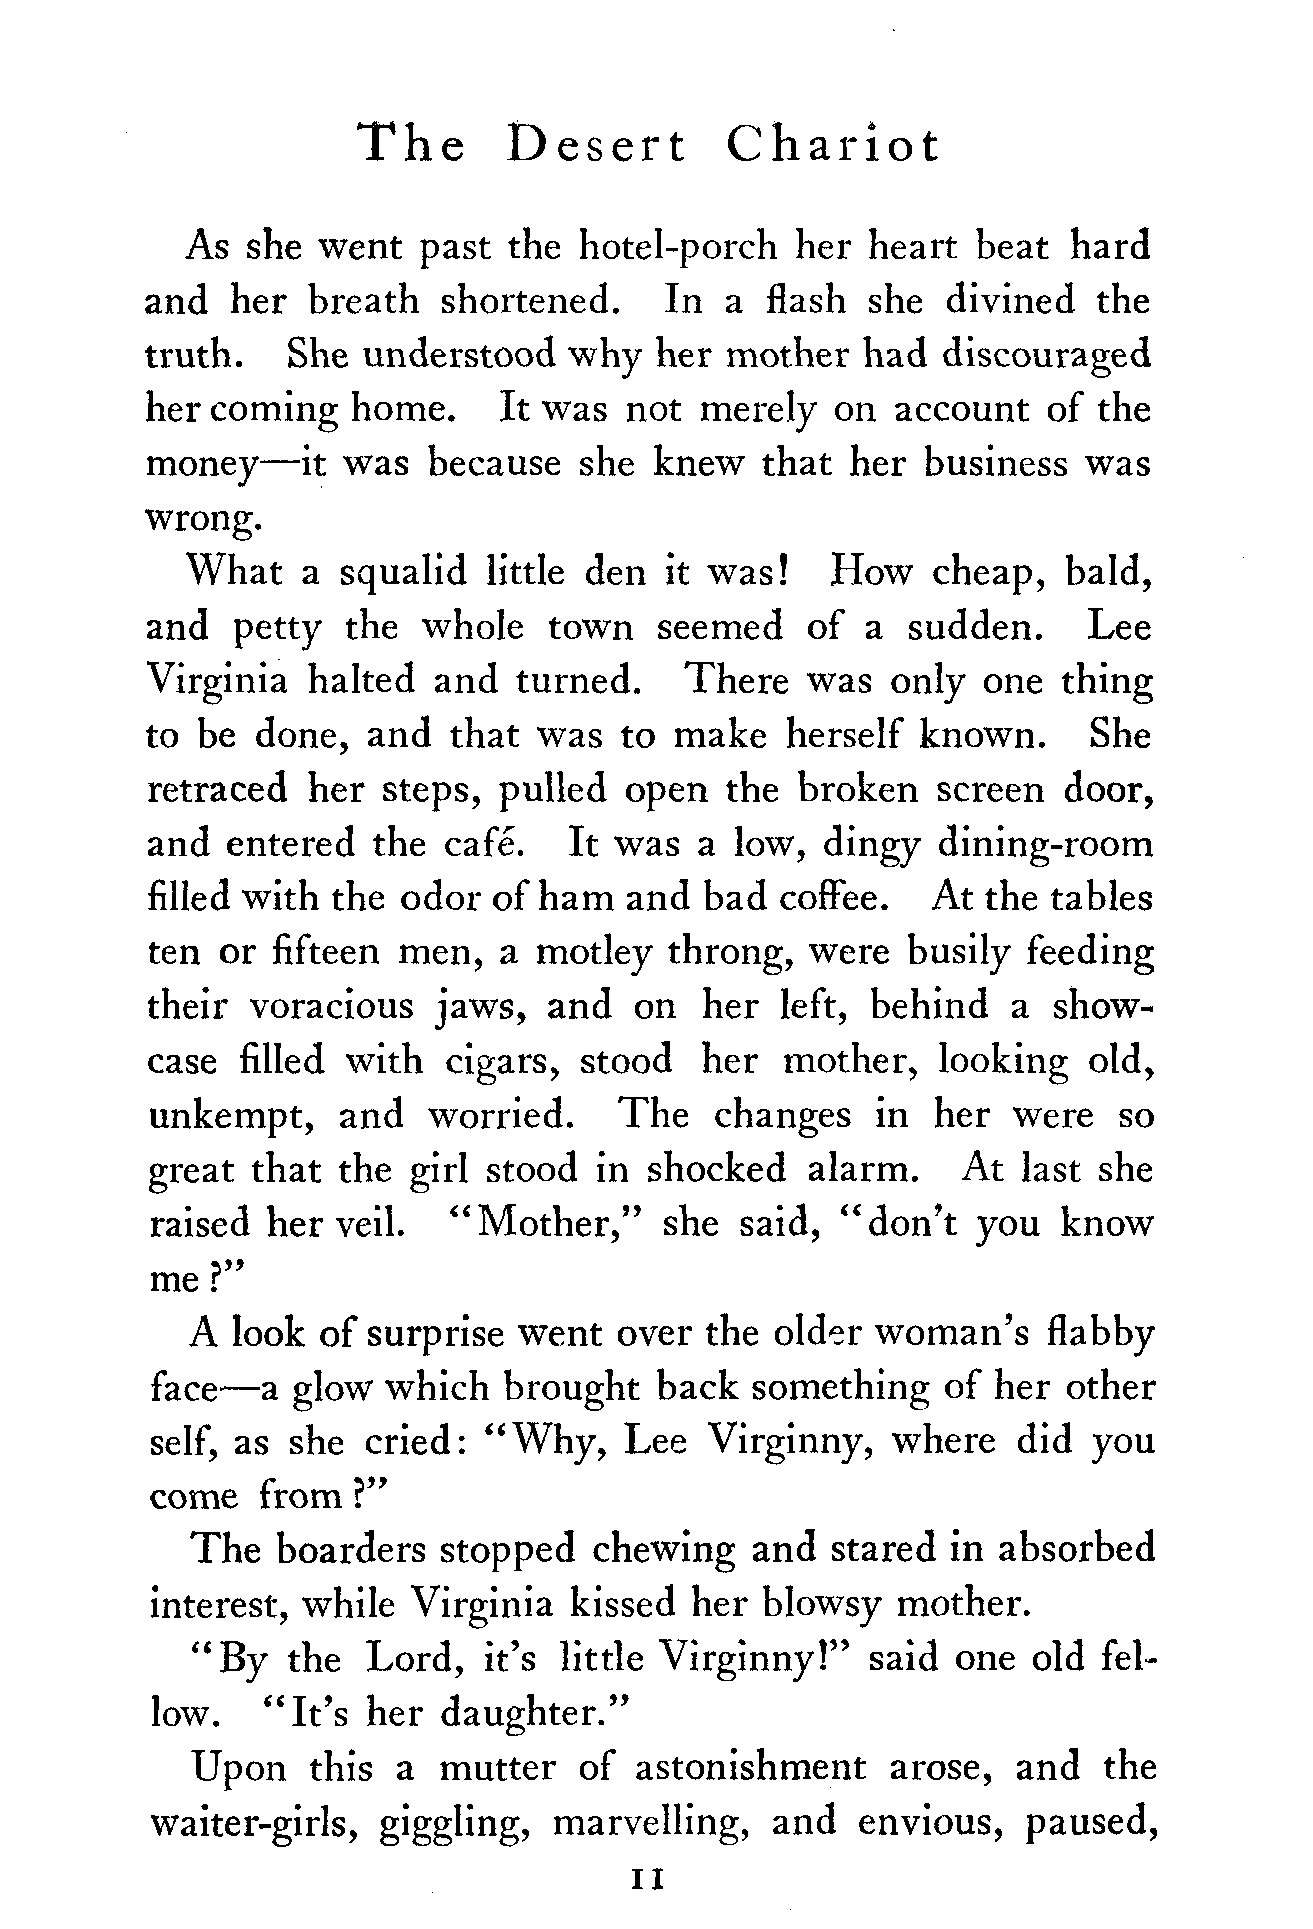 The Desert Chariot
As she went past the hotel-porch her heart beat hard
and her breath shortened. In a flash she divined the
truth. She understood why her mother had discouraged
her coming home. It was not merely on account of the
money—it was because she knew that her business was
wrong.
What a squalid little den it was! How cheap, bald,
and petty the whole town seemed of a sudden. Lee
Virginia halted and turned. There was only one thing
to be done, and that was to make herself known. She
retraced her steps, pulled open the broken screen door,
and entered the café. It was a low, dingy dining-room
filled with the odor of ham and bad coffee. At the tables
ten or fifteen men, a motley throng, were busily feeding
their voracious jaws, and on her left, behind a show-
case filled with cigars, stood her mother, looking old,
unkempt, and worried. The changes in her were so
great that the girl stood in shocked alarm. At last she
raised her veil. "Mother," she said, "don't you know
me?"
A look of surprise went over the older woman's flabby
face—a glow which brought back something of her other
self, as she cried: "Why, Lee Virginny, where did you
come from?"
The boarders stopped chewing and stared in absorbed
interest, while Virginia kissed her blowsy mother.
"By the Lord, it's little Virginny!" said one old fel-
low. "It's her daughter."
Upon this a mutter of astonishment arose, and the
waiter-girls, giggling, marvelling, and envious, paused,
11